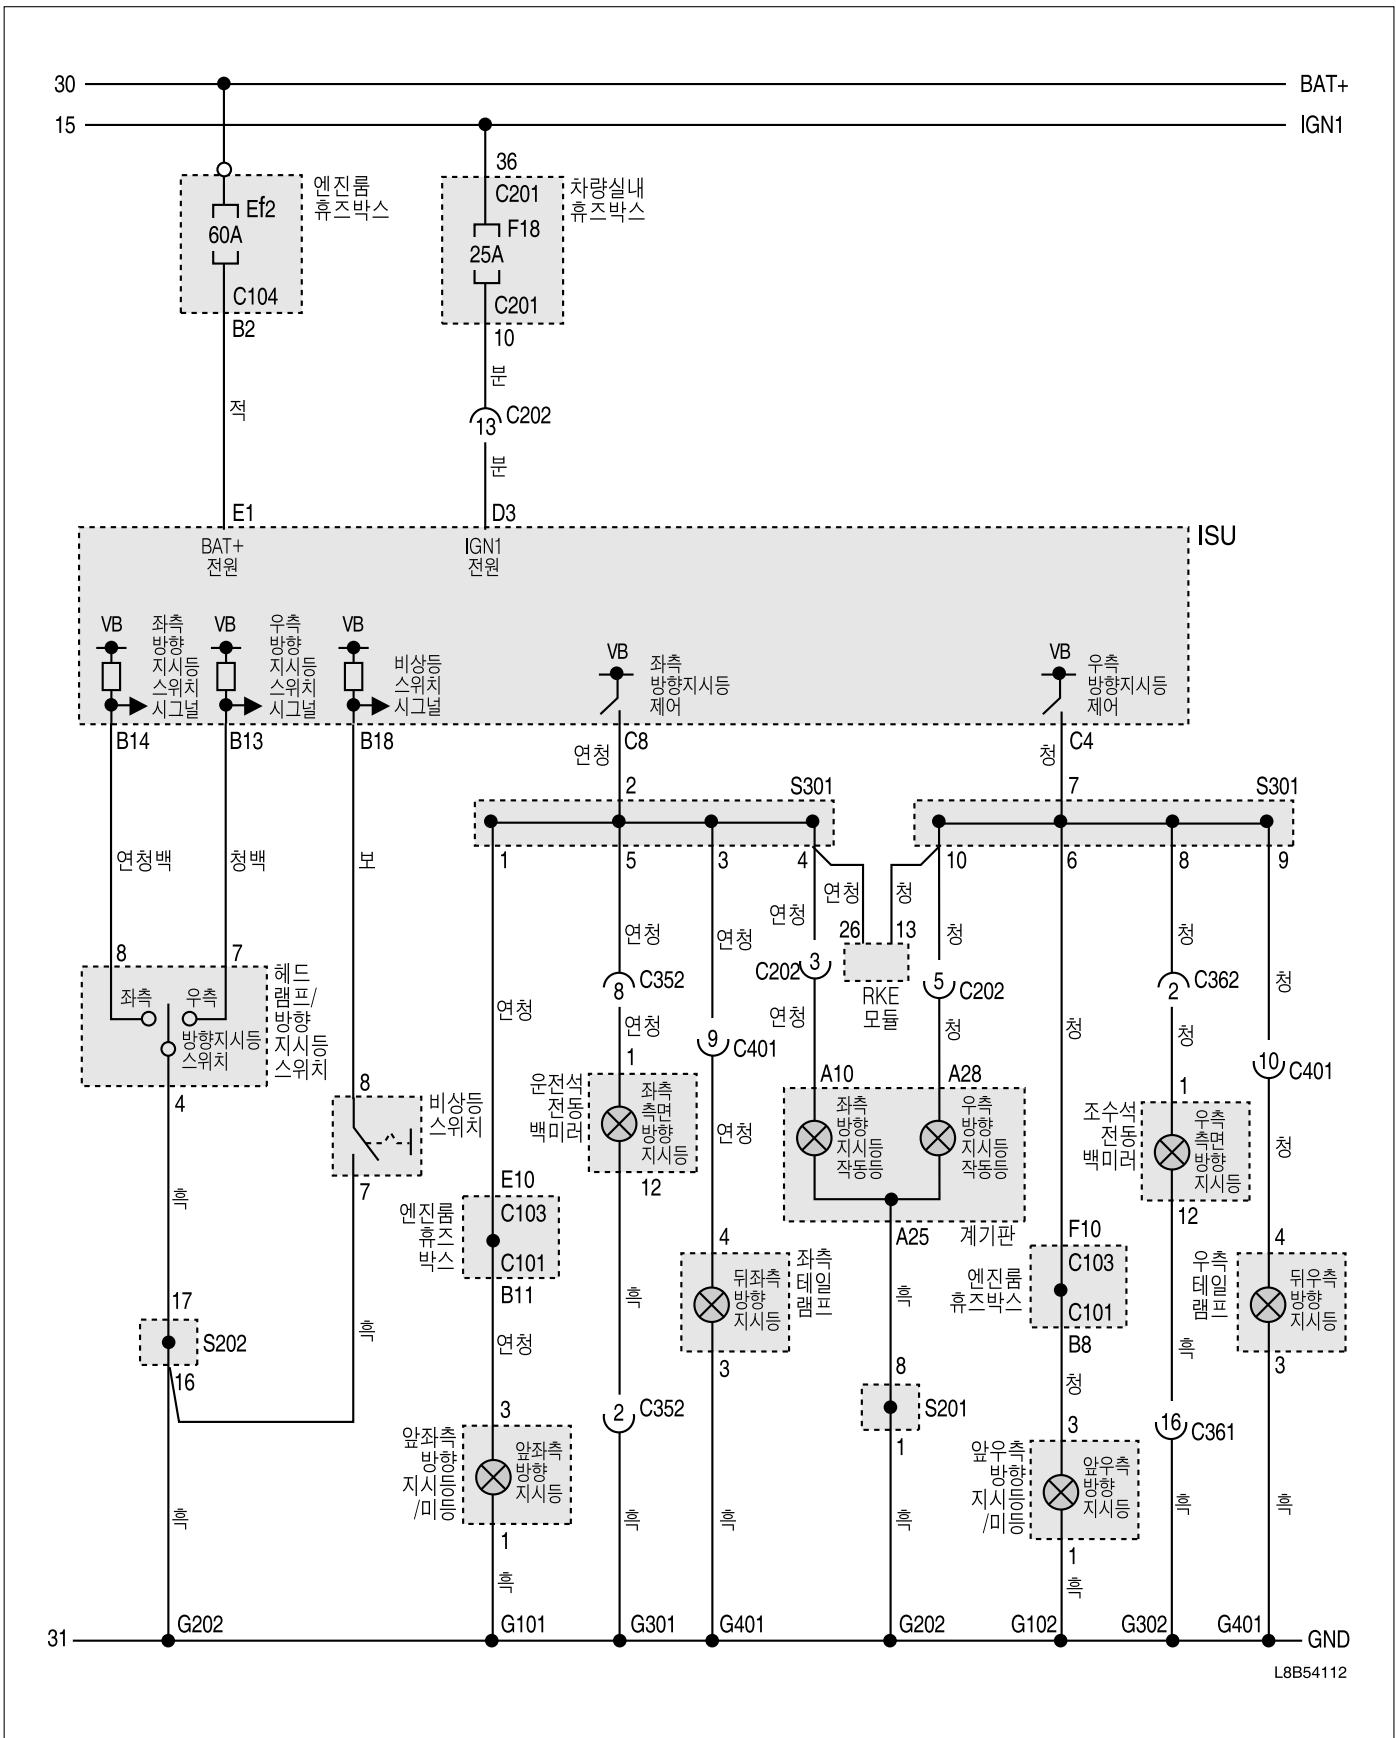 30
BAT+
15
IGN1
36
엔진룸
휴즈박스
C201
차량실내
휴즈박스
Ef2
60A
F18
25A
C104
C201
B2
10
분
적
C202
13
분
E1
D3
ISU
BAT+
전원
IGN1
전원
VB
좌측
방향
지시등
스위치
시그널
VB
우측
방향
지시등
스위치
시그널
VB
비상등
스위치
시그널
VB
좌측
방향지시등
제어
VB
우측
방향지시등
제어
B14
B13
B18
C8
C4
연청
청
2
S301
7
S301
연청백
청백
보
1
5
3
4
10
6
8
9
연청
청
연청
26
13
연청
연청
청
청
8
7
헤드
램프/
방향
지시등
스위치
좌측
우측
방향지시등
스위치
C202
3
RKE
모듈
5
C202
C352
8
C362
2
청
연청
연청
연청
청
청
청
9
C401
10
C401
4
8
비상등
스위치
7
운전석
전동
백미러
1
좌측
측면
방향
지시등
12
연청
A10
A28
좌측
방향
지시등
작동등
우측
방향
지시등
작동등
A25
계기판
조수석
전동
백미러
1
우측
측면
방향
지시등
12
청
흑
E10
엔진룸
휴즈
박스
C103
C101
B11
4
좌측
테일
램프
뒤좌측
방향
지시등
3
F10
엔진룸
휴즈박스
C103
C101
B8
우측
테일
램프
4
뒤우측
방향
지시등
3
17
S202
16
흑
연청
흑
흑
흑
청
8
S201
1
3
앞좌측
방향
지시등
/미등
앞좌측
방향
지시등
1
2
C352
3
앞우측
방향
지시등
/미등
앞우측
방향
지시등
1
16
C361
흑
흑
흑
흑
흑
흑
흑
흑
31
G202
G101
G301
G401
G202
G102
G302
G401
GND
L8B54112